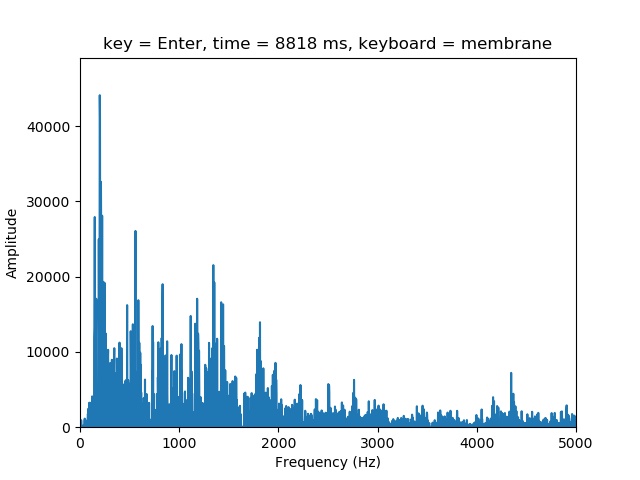 key = Enter, time = 8818 ms, keyboard = membrane
Amplitude
40000
30000
20000
10000
0
0 1000 2000 3000 4000 5000
Frequency (Hz)